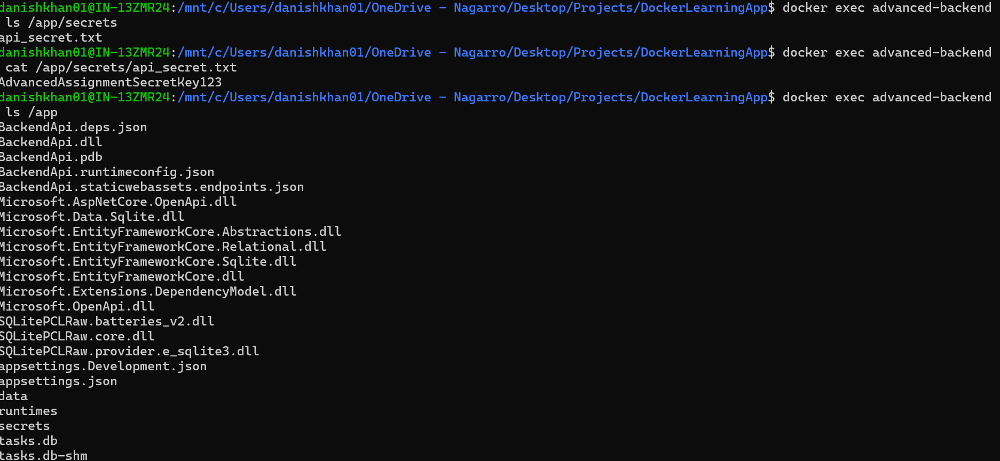 danishkhan01@IN-13ZMR24:/mnt/c/Users/danishkhan01/OneDrive - Nagarro/Desktop/Projects/DockerLearningApp$ docker exec advanced-backend
 ls /app/secrets
api_secret.txt
danishkhan01@IN-13ZMR24:/mnt/c/Users/danishkhan01/OneDrive - Nagarro/Desktop/Projects/DockerLearningApp$ docker exec advanced-backend
 cat /app/secrets/api_secret.txt
AdvancedAssignmentSecretKey123
danishkhan01@IN-13ZMR24:/mnt/c/Users/danishkhan01/OneDrive - Nagarro/Desktop/Projects/DockerLearningApp$ docker exec advanced-backend
 ls /app
BackendApi.deps.json
BackendApi.dll
BackendApi.pdb
BackendApi.runtimeconfig.json
BackendApi.staticwebassets.endpoints.json
Microsoft.AspNetCore.OpenApi.dll
Microsoft.Data.Sqlite.dll
Microsoft.EntityFrameworkCore.Abstractions.dll
Microsoft.EntityFrameworkCore.Relational.dll
Microsoft.EntityFrameworkCore.Sqlite.dll
Microsoft.EntityFrameworkCore.dll
Microsoft.Extensions.DependencyModel.dll
Microsoft.OpenApi.dll
SQLitePCLRaw.batteries_v2.dll
SQLitePCLRaw.core.dll
SQLitePCLRaw.provider.e_sqlite3.dll
appsettings.Development.json
appsettings.json
data
runtimes
secrets
tasks.db
tasks.db-shm